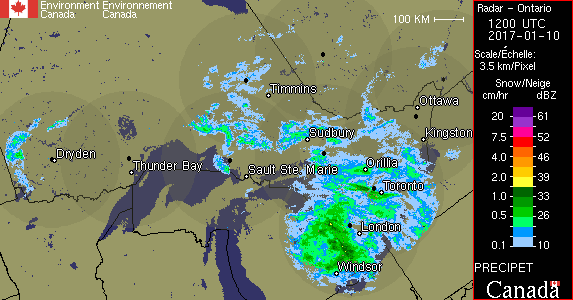 Environment Environnement
Canada Canada
100 KM
Timmins
Ottawa
Sudbury
Kingston
Dryden
Thunder Bay
Sault Ste. Marie
Orillia
Toronto
London
Windsor
Radar - Ontario
1200 UTC
2017-01-10
Scale/Échelle:
3.5 km/Pixel
Snow/Neige
cm/hr dBZ
20 61
7.5 52
4.0 46
2.0 39
1.0 33
0.5 26
0.1 10
PRECIPET
Canada